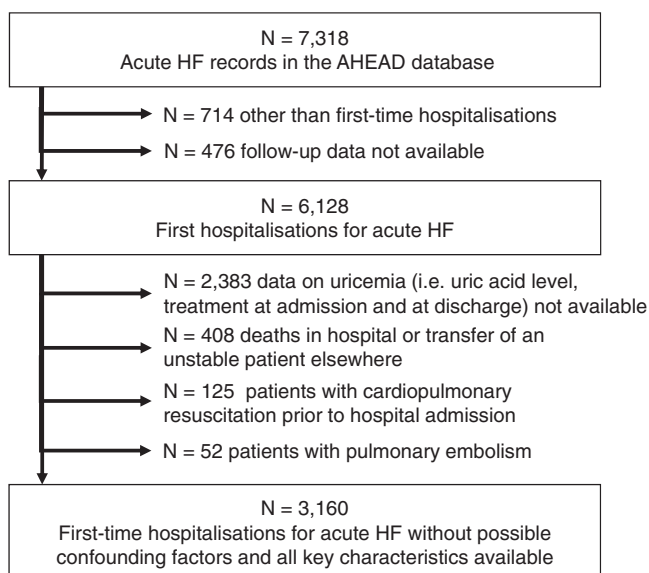 N = 7,318
Acute HF records in the AHEAD database
N = 714 other than first-time hospitalisations
N = 476 follow-up data not available
N = 6,128
First hospitalisations for acute HF
N = 2,383 data on uricemia (i.e. uric acid level,
treatment at admission and at discharge) not available
N = 408 deaths in hospital or transfer of an
unstable patient elsewhere
N = 125 patients with cardiopulmonary
resuscitation prior to hospital admission
N = 52 patients with pulmonary embolism
N = 3,160
First-time hospitalisations for acute HF without possible
confounding factors and all key characteristics available